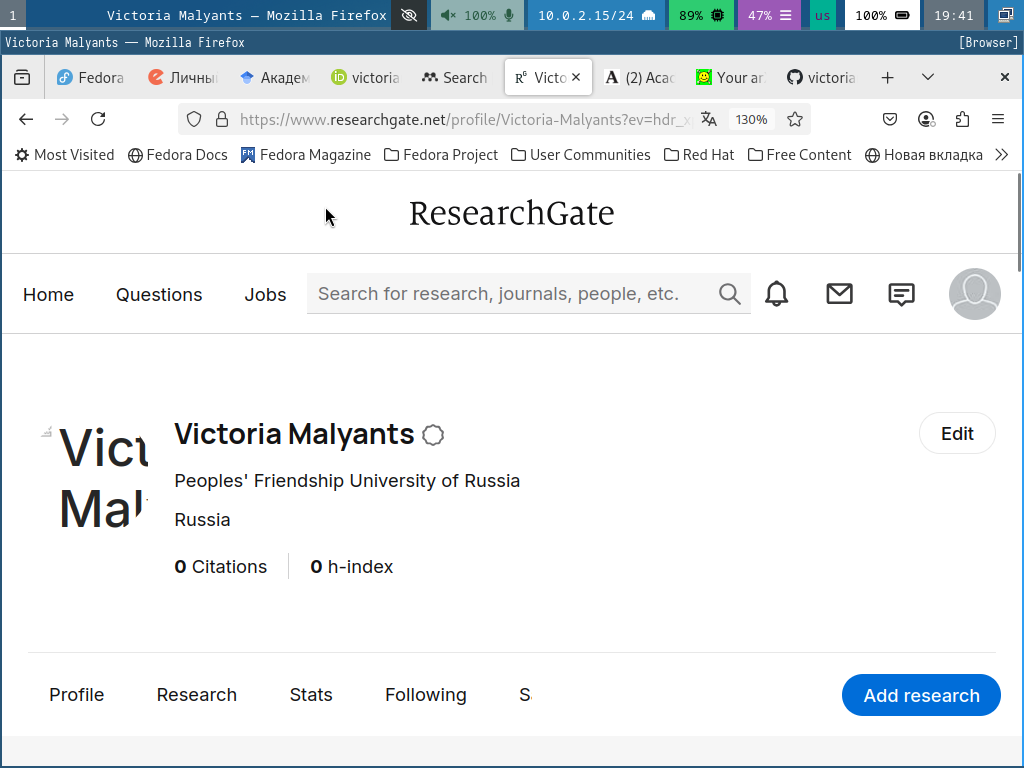 1 Victoria Malyants — Mozilla Firefox 100% 10.0.2.15/24 89% 47% us 100% 19:41
Victoria Malyants — Mozilla Firefox [Browser]
Fedora Личны Академ victoria Search Victo (2) Aca Your ar victoria
https://www.researchgate.net/profile/Victoria-Malyants?ev=hdr_x 130%
Most Visited Fedora Docs Fedora Magazine Fedora Project User Communities Red Hat Free Content Новая вкладка
ResearchGate
Home Questions Jobs Search for research, journals, people, etc.
Victoria Malyants
Edit
Peoples' Friendship University of Russia
Russia
0 Citations 0 h-index
Profile Research Stats Following S Add research